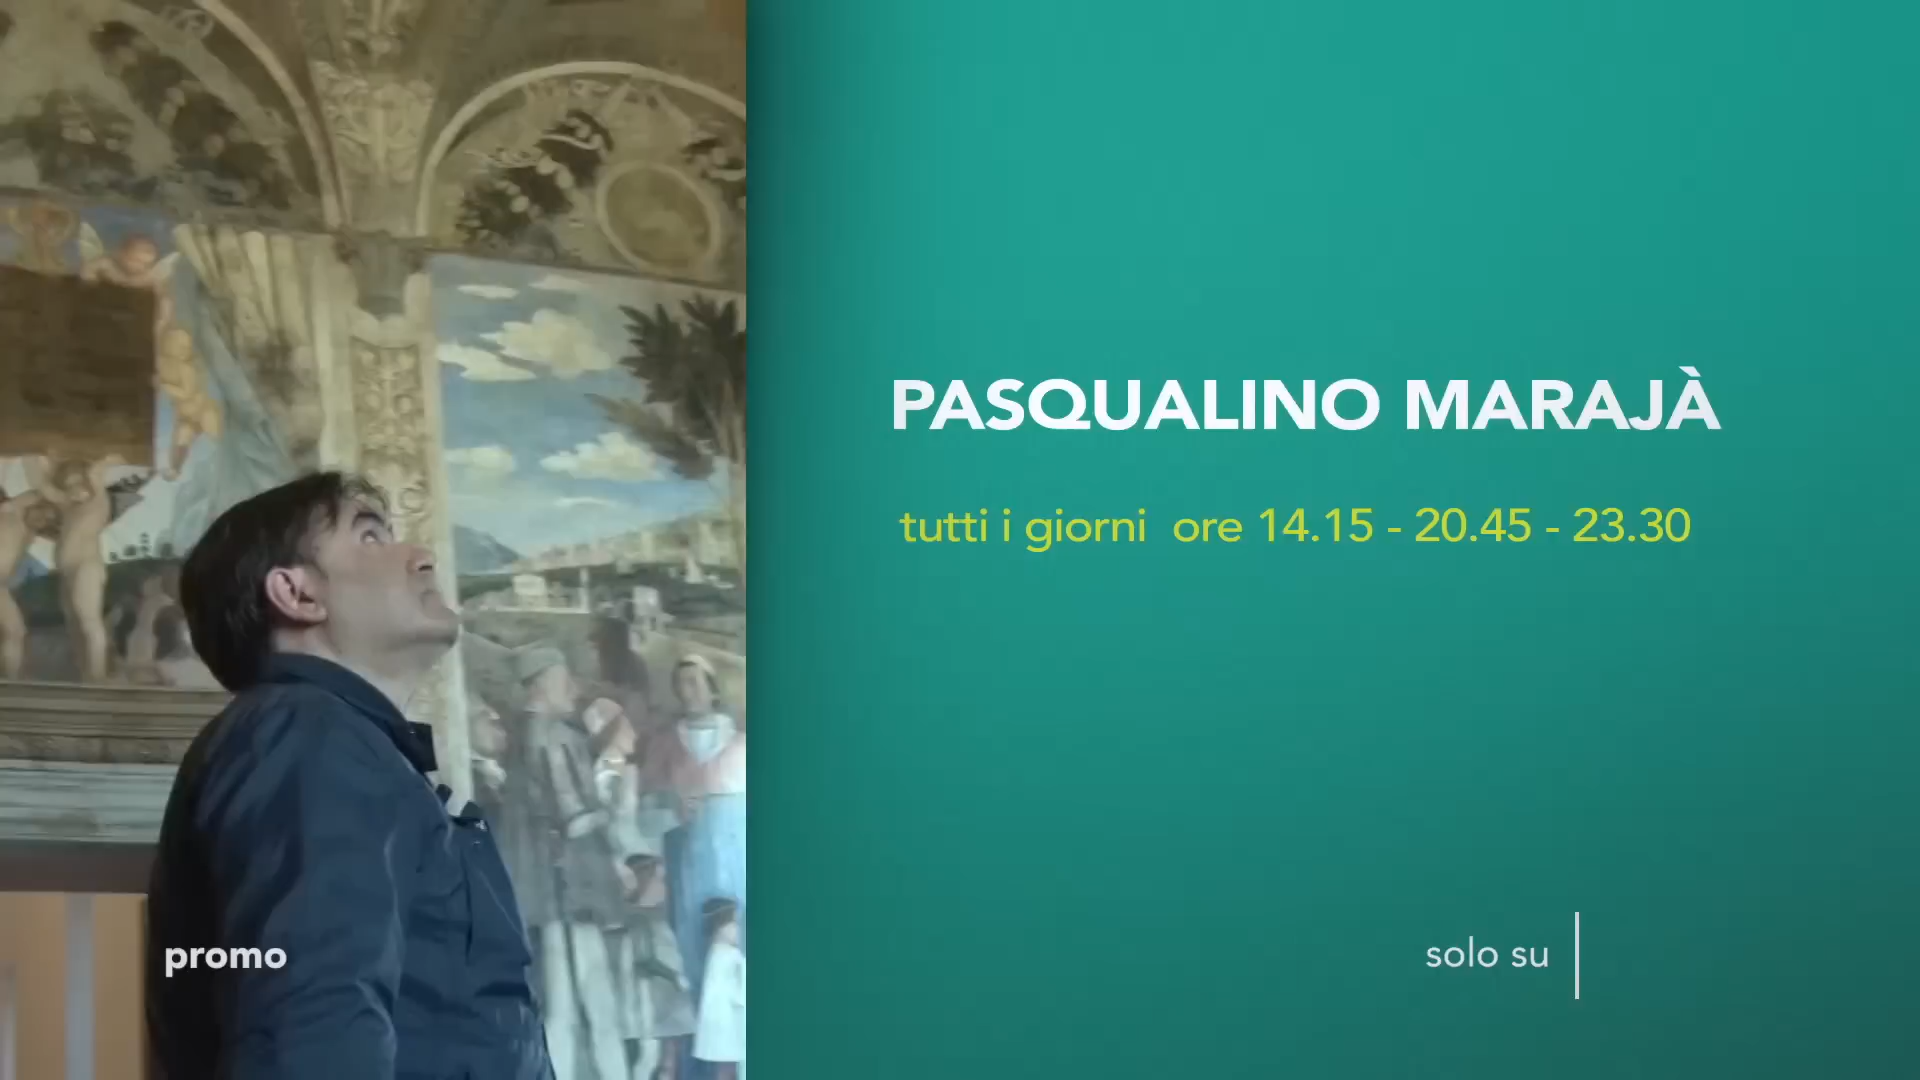 PASQUALINO MARAJÀ
tutti i giorni ore 14.15 - 20.45 - 23.30
promo
solo su